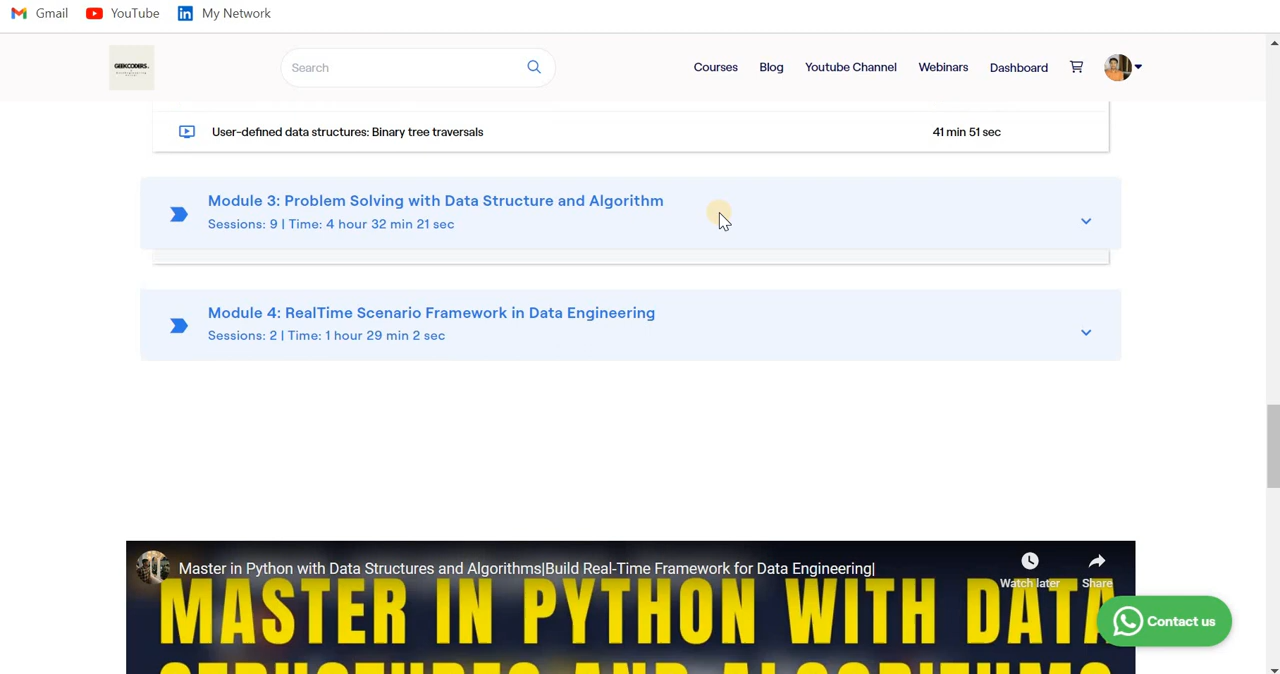 Gmail YouTube My Network
GEEKCODERS.
Search
Courses Blog Youtube Channel Webinars Dashboard
User-defined data structures: Binary tree traversals 41 min 51 sec
Module 3: Problem Solving with Data Structure and Algorithm
Sessions: 9 | Time: 4 hour 32 min 21 sec
Module 4: RealTime Scenario Framework in Data Engineering
Sessions: 2 | Time: 1 hour 29 min 2 sec
Master in Python with Data Structures and Algorithms|Build Real-Time Framework for Data Engineering|
Watch later Share
MASTER IN PYTHON WITH DATA
STRUCTURES AND ALGORITHMS
Contact us